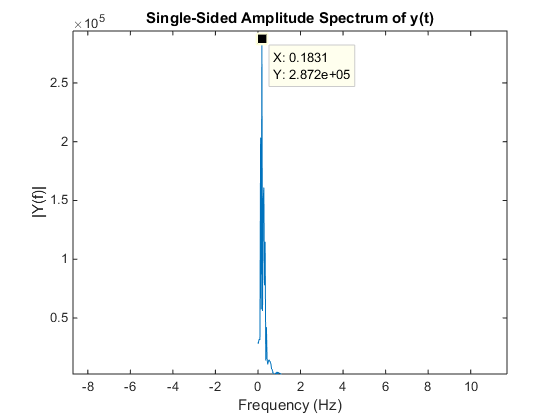 Single-Sided Amplitude Spectrum of y(t)
×10^5
X: 0.1831
Y: 2.872e+05
2.5
2
1.5
1
0.5
|Y(f)|
-8 -6 -4 -2 0 2 4 6 8 10
Frequency (Hz)